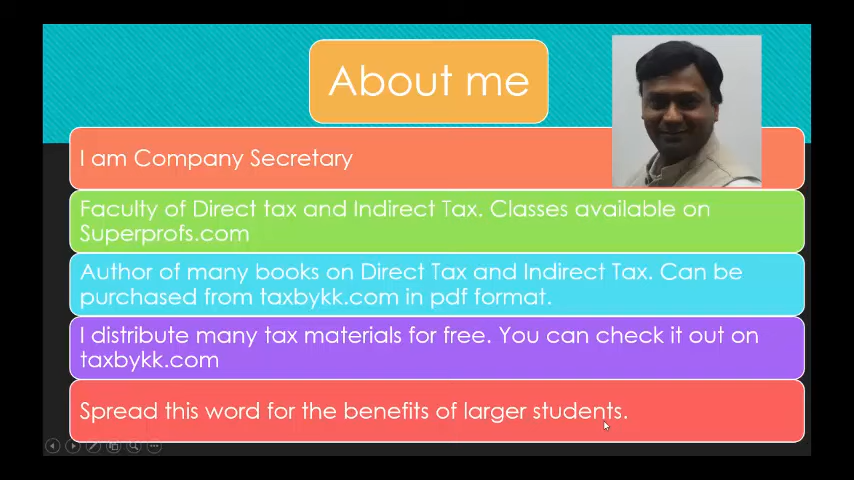 About me
I am Company Secretary
Faculty of Direct tax and Indirect Tax. Classes available on
Superprofs.com
Author of many books on Direct Tax and Indirect Tax. Can be
purchased from taxbykk.com in pdf format.
I distribute many tax materials for free. You can check it out on
taxbykk.com
Spread this word for the benefits of larger students.